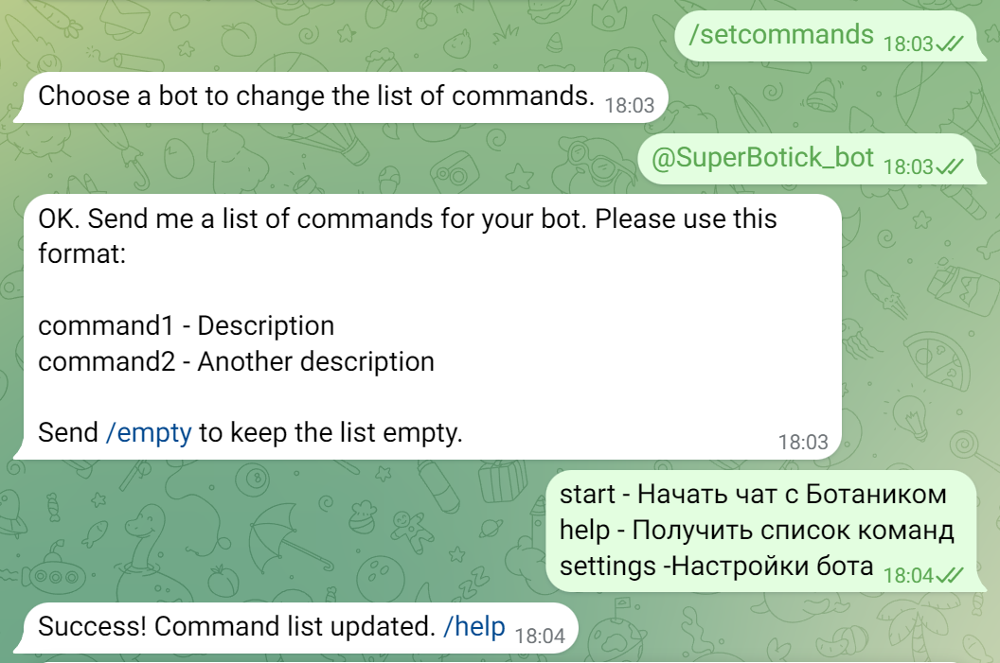 /setcommands 18:03
Choose a bot to change the list of commands. 18:03
@SuperBotick_bot 18:03
OK. Send me a list of commands for your bot. Please use this
format:
command1 - Description
command2 - Another description
Send /empty to keep the list empty.
18:03
start - Начать чат с Ботаником
help - Получить список команд
settings -Настройки бота 18:04
Success! Command list updated. /help 18:04